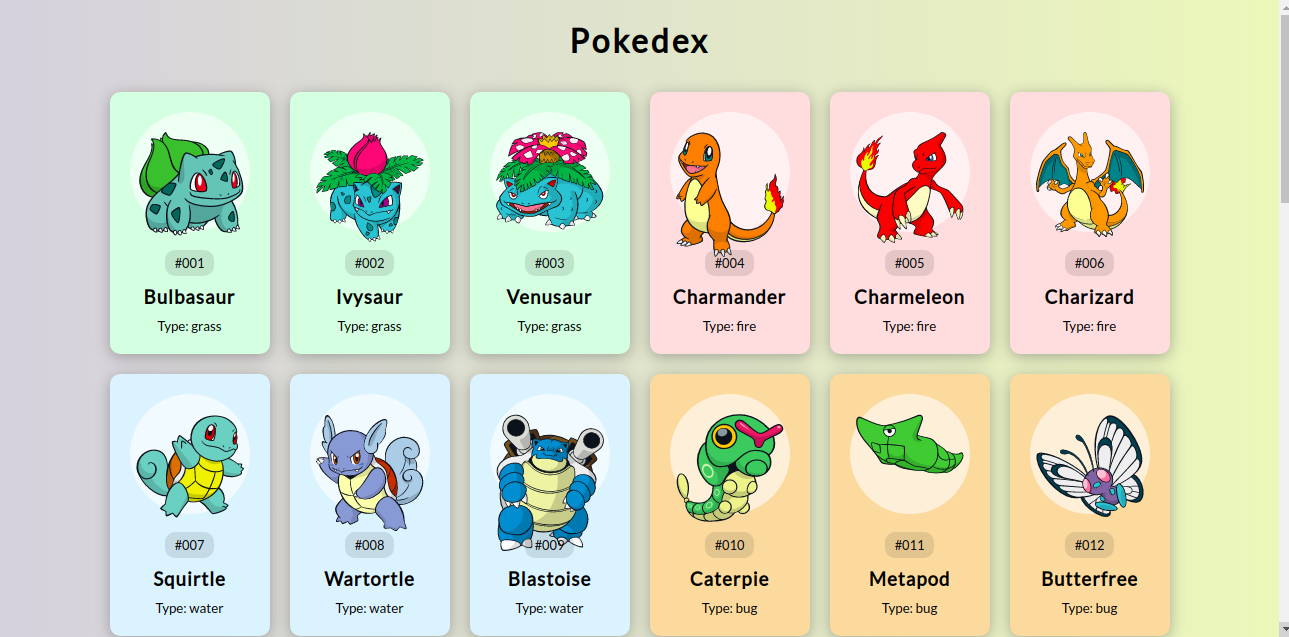 Pokedex
#001 #002 #003 #004 #005 #006
Bulbasaur Ivysaur Venusaur Charmander Charmeleon Charizard
Type: grass Type: grass Type: grass Type: fire Type: fire Type: fire
#007 #008 #009 #010 #011 #012
Squirtle Wartortle Blastoise Caterpie Metapod Butterfree
Type: water Type: water Type: water Type: bug Type: bug Type: bug